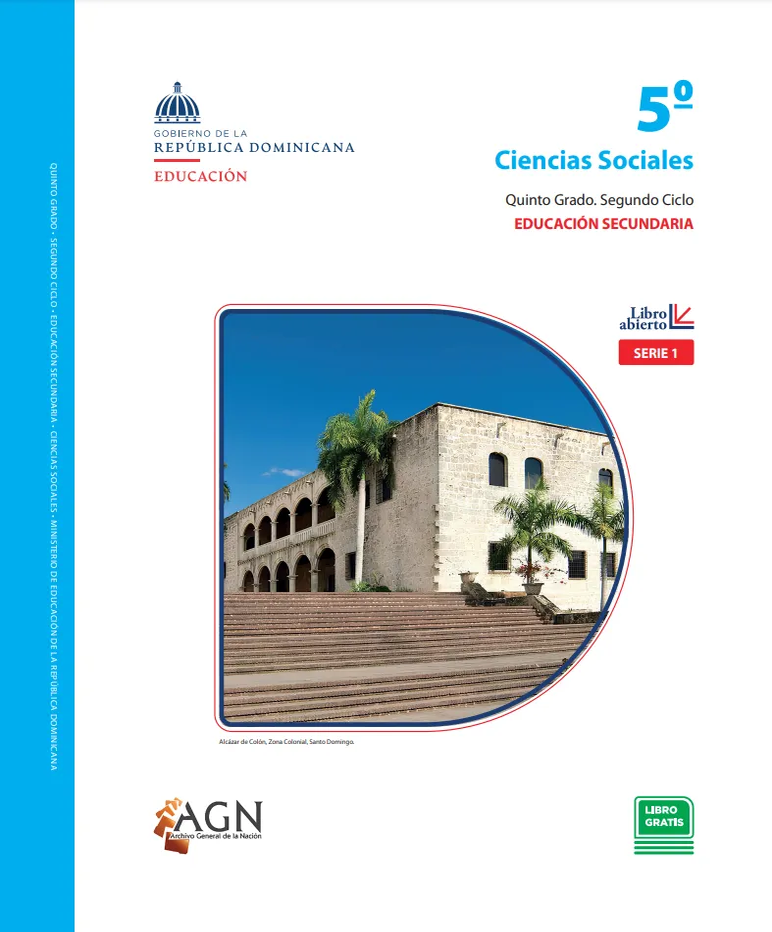 QUINTO GRADO • SEGUNDO CICLO • EDUCACIÓN SECUNDARIA • CIENCIAS SOCIALES • MINISTERIO DE EDUCACIÓN DE LA REPÚBLICA DOMINICANA
GOBIERNO DE LA
REPÚBLICA DOMINICANA
EDUCACIÓN
5º
Ciencias Sociales
Quinto Grado. Segundo Ciclo
EDUCACIÓN SECUNDARIA
Libro
abierto
SERIE 1
Alcázar de Colón, Zona Colonial, Santo Domingo.
AGN
Archivo General de la Nación
LIBRO
GRATIS